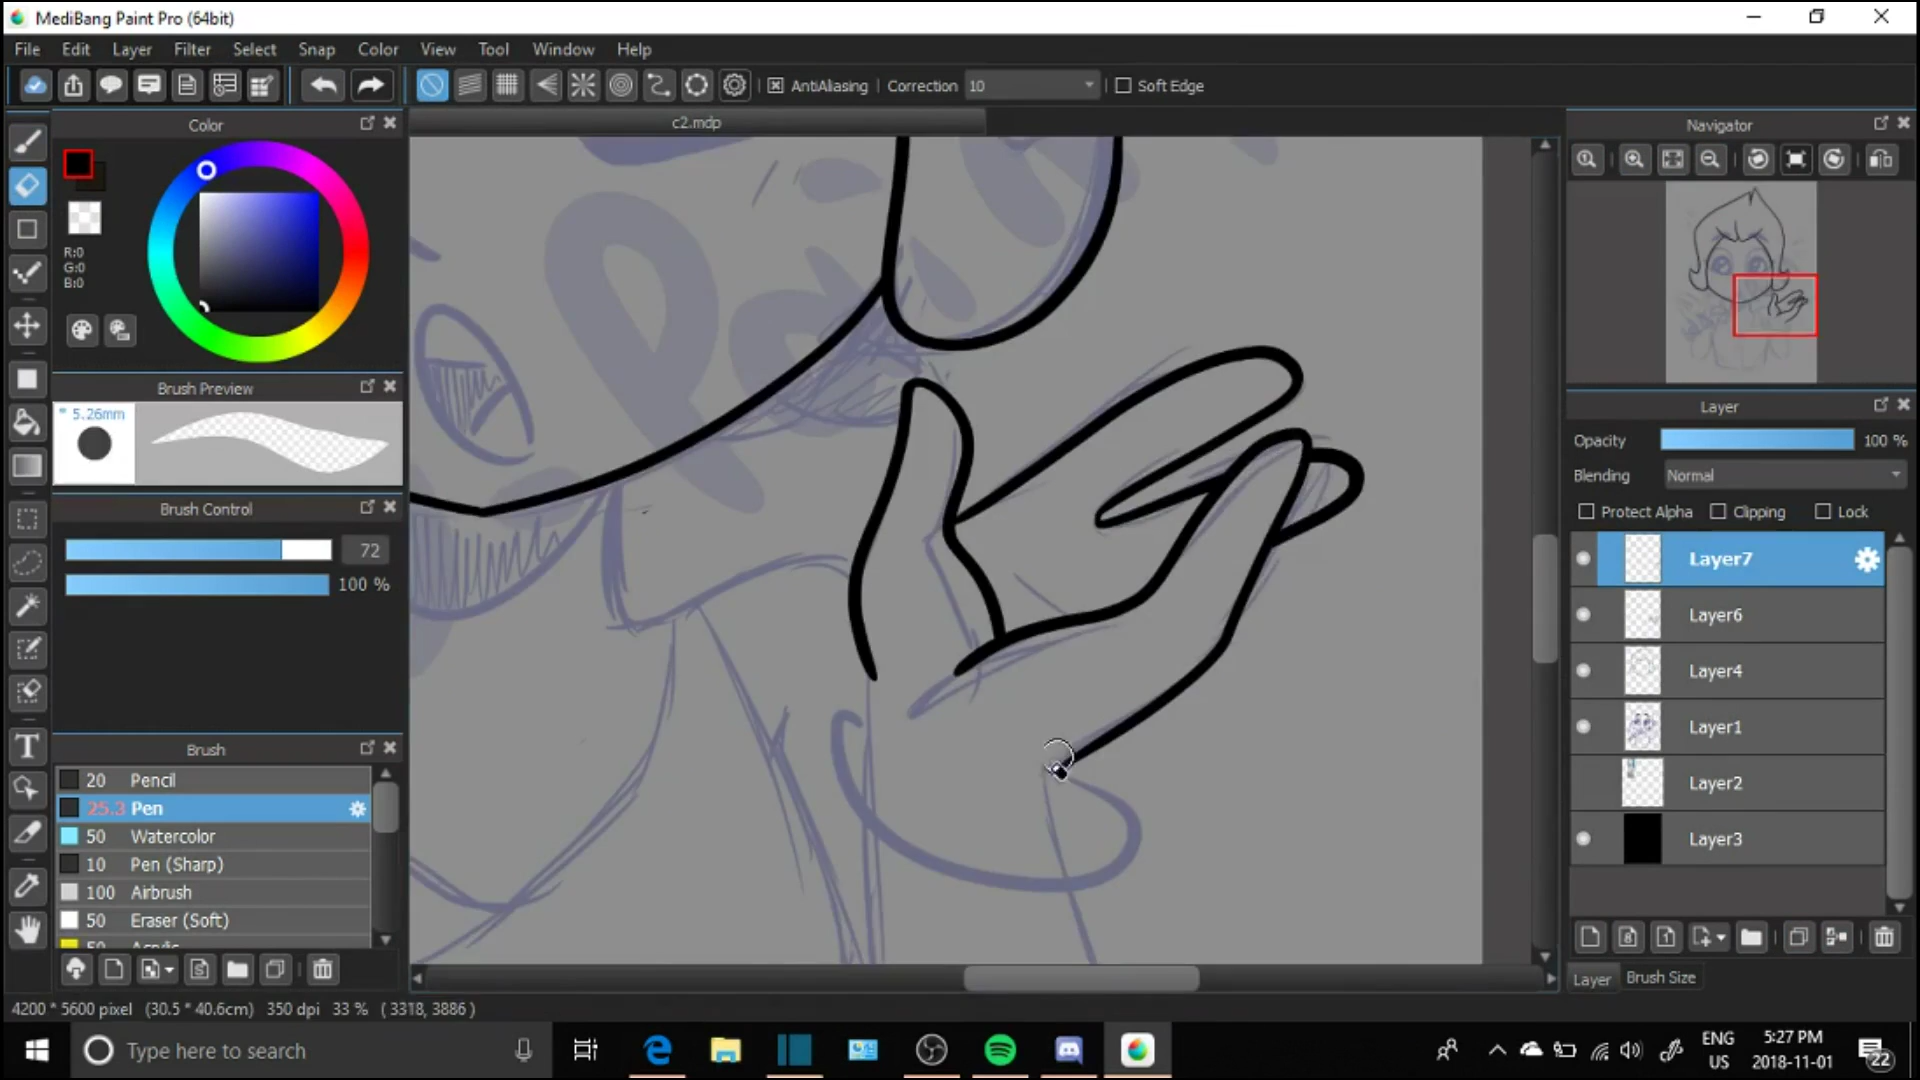 MediBang Paint Pro (64bit)
File Edit Layer Filter Select Snap Color View Tool Window Help
AntiAliasing Correction 10 Soft Edge
Color
c2.mdp
Navigator
R:0
G:0
B:0
Brush Preview
* 5.26mm
Layer
Opacity 100 %
Blending Normal
Protect Alpha Clipping Lock
Brush Control
72
100 %
Layer7
Layer6
Layer4
Layer1
Layer2
Layer3
Brush
20 Pencil
25.3 Pen
50 Watercolor
10 Pen (Sharp)
100 Airbrush
50 Eraser (Soft)
50 Acrylic
Layer Brush Size
4200 * 5600 pixel (30.5 * 40.6cm) 350 dpi 33 % ( 3318, 3886 )
Type here to search
ENG
US
5:27 PM
2018-11-01
22